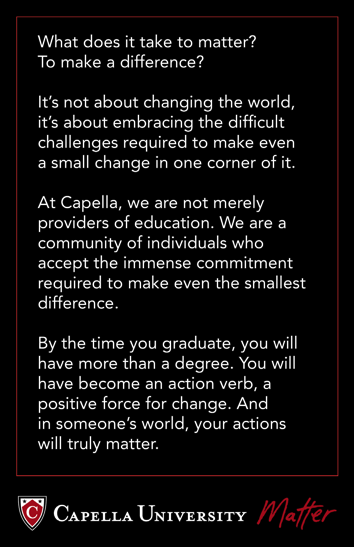 What does it take to matter?
To make a difference?
It's not about changing the world,
it's about embracing the difficult
challenges required to make even
a small change in one corner of it.
At Capella, we are not merely
providers of education. We are a
community of individuals who
accept the immense commitment
required to make even the smallest
difference.
By the time you graduate, you will
have more than a degree. You will
have become an action verb, a
positive force for change. And
in someone's world, your actions
will truly matter.
C CAPELLA UNIVERSITY Matter